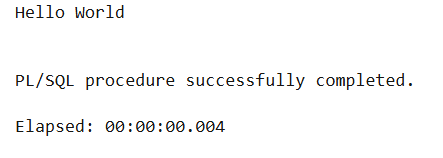 Hello World
PL/SQL procedure successfully completed.
Elapsed: 00:00:00.004